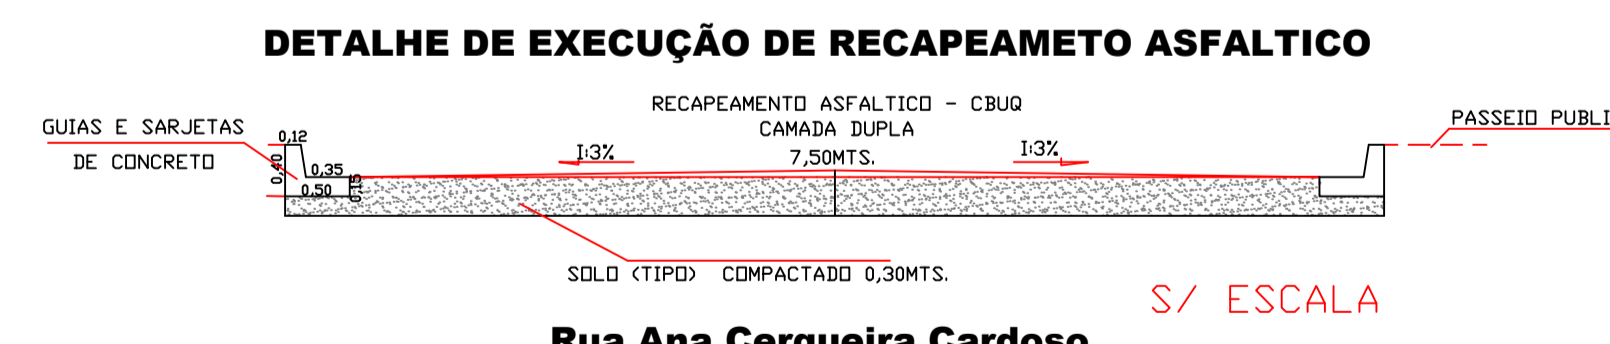 DETALHE DE EXECUÇÃO DE RECAPEAMETO ASFALTICO
RECAPEAMENTO ASFALTICO - CBUQ
CAMADA DUPLA
7,50MTS.
GUIAS E SARJETAS
DE CONCRETO
0,12
0,40
0,35
0,50
0,15
I:3%
I:3%
PASSEIO PUBLI
SOLO (TIPO) COMPACTADO 0,30MTS.
S/ ESCALA
Rua Ana Cerqueira Cardoso